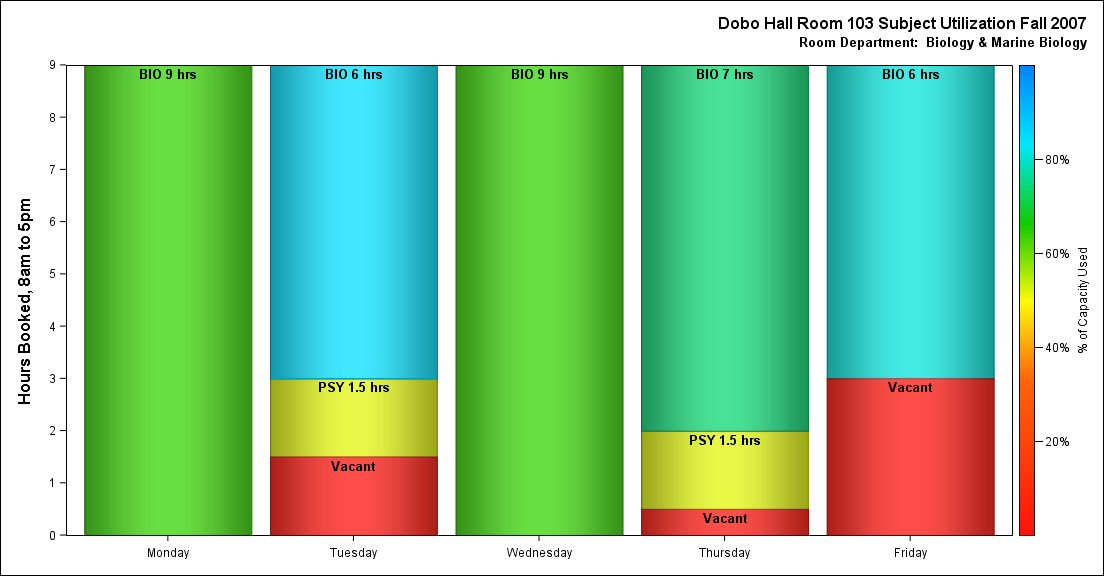 Dobo Hall Room 103 Subject Utilization Fall 2007
Room Department: Biology & Marine Biology
Hours Booked, 8am to 5pm
9
8
7
6
5
4
3
2
1
0
BIO 9 hrs
BIO 6 hrs
PSY 1.5 hrs
Vacant
BIO 9 hrs
BIO 7 hrs
PSY 1.5 hrs
Vacant
BIO 6 hrs
Vacant
Monday
Tuesday
Wednesday
Thursday
Friday
80%
60%
40%
20%
% of Capacity Used